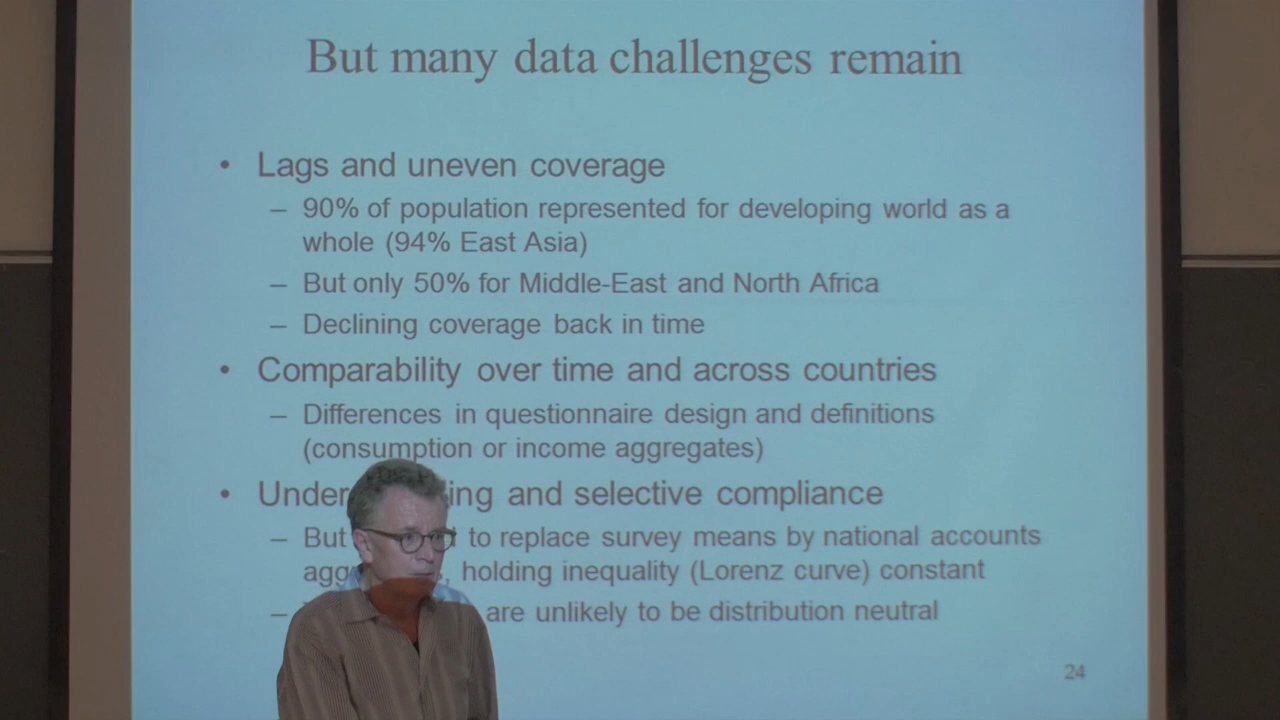 But many data challenges remain
• Lags and uneven coverage
– 90% of population represented for developing world as a
whole (94% East Asia)
– But only 50% for Middle-East and North Africa
– Declining coverage back in time
• Comparability over time and across countries
– Differences in questionnaire design and definitions
(consumption or income aggregates)
• and selective compliance
– But to replace survey means by national accounts
holding inequality (Lorenz curve) constant
– are unlikely to be distribution neutral
24